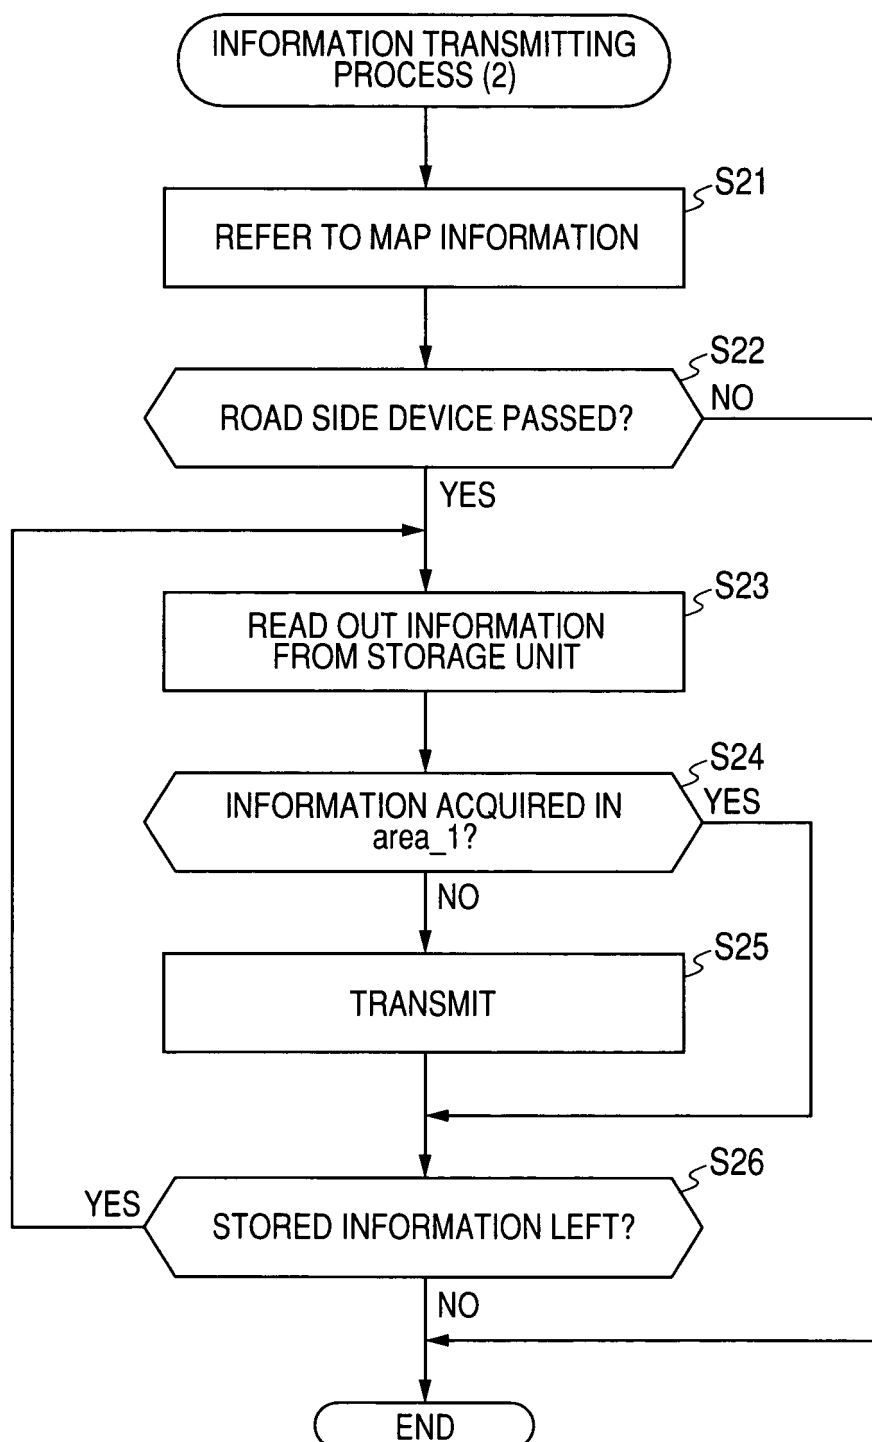 INFORMATION TRANSMITTING
PROCESS (2)
S21
REFER TO MAP INFORMATION
S22
ROAD SIDE DEVICE PASSED?
NO
YES
S23
READ OUT INFORMATION
FROM STORAGE UNIT
S24
INFORMATION ACQUIRED IN
area_1?
YES
NO
S25
TRANSMIT
S26
YES
STORED INFORMATION LEFT?
NO
END